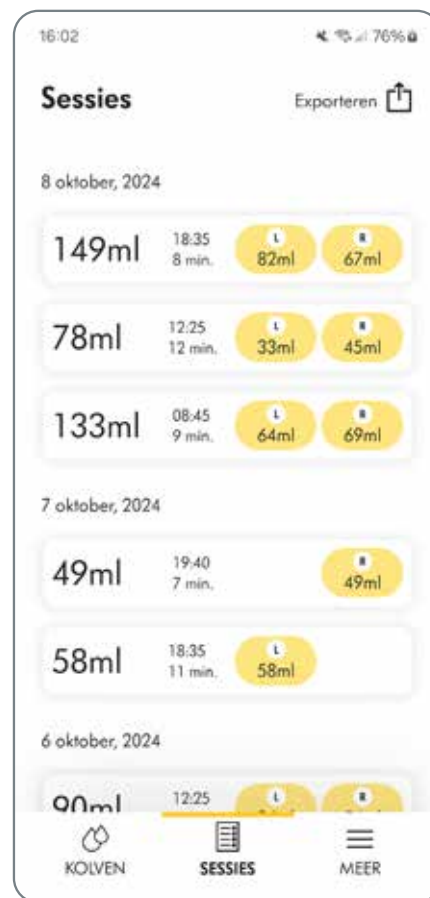 16:02 76%
Sessies Exporteren
8 oktober, 2024
149ml 18:35 L R
8 min. 82ml 67ml
78ml 12:25 L R
12 min. 33ml 45ml
133ml 08:45 L R
9 min. 64ml 69ml
7 oktober, 2024
49ml 19:40 R
7 min. 49ml
58ml 18:35 L
11 min. 58ml
6 oktober, 2024
90ml 12:25 L R
KOLVEN SESSIES MEER